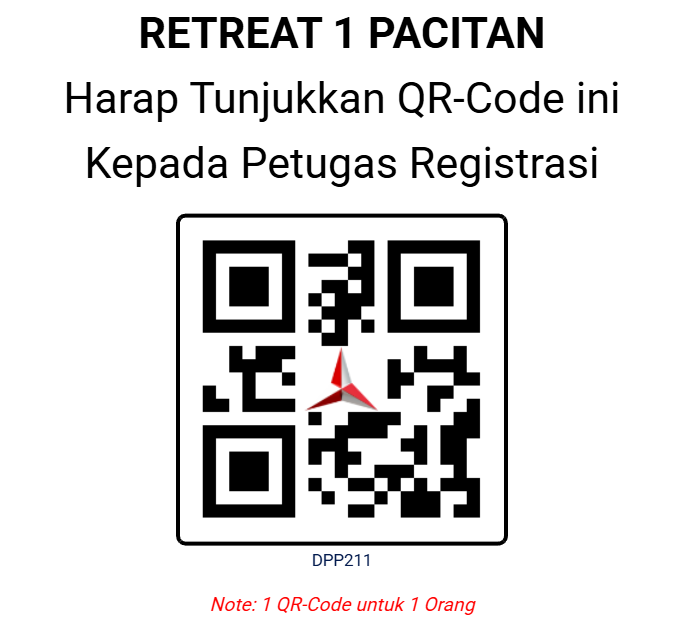 RETREAT 1 PACITAN
Harap Tunjukkan QR-Code ini
Kepada Petugas Registrasi
DPP211
Note: 1 QR-Code untuk 1 Orang